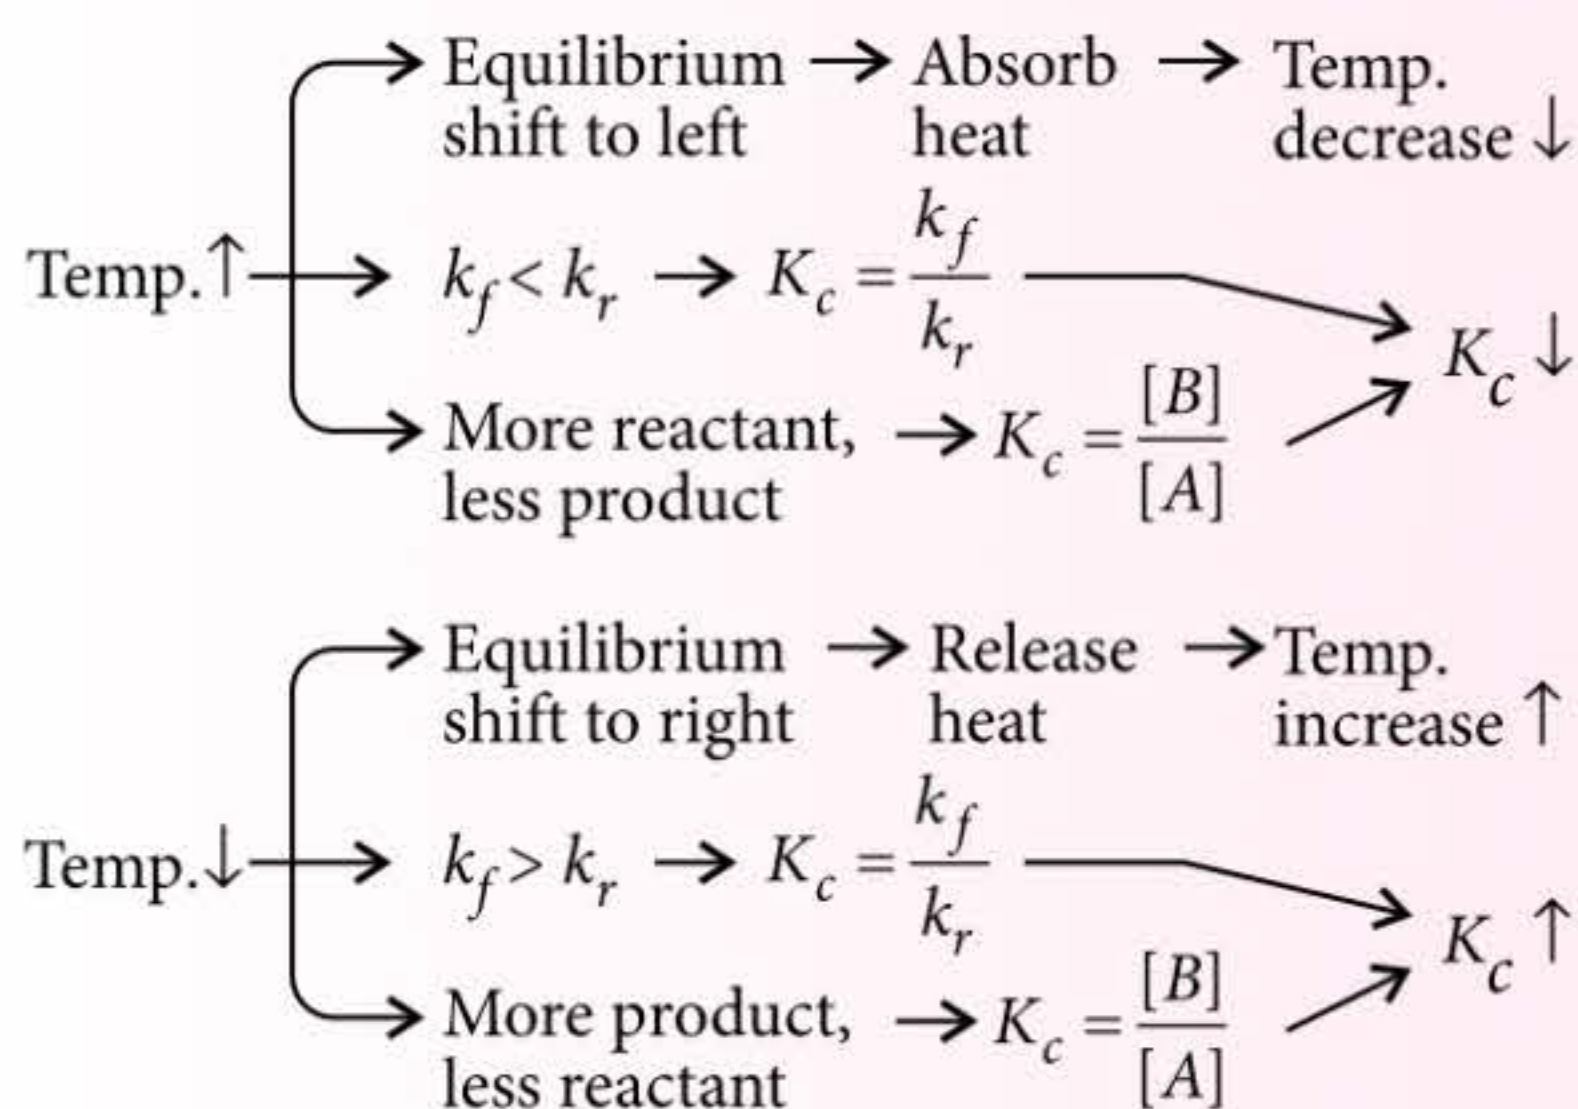 Equilibrium → Absorb → Temp.
shift to left heat decrease ↓
Temp.↑ k_f < k_r → K_c = k_f / k_r
K_c ↓
More reactant, → K_c = [B] / [A]
less product
Equilibrium → Release → Temp.
shift to right heat increase ↑
Temp.↓ k_f > k_r → K_c = k_f / k_r
K_c ↑
More product, → K_c = [B] / [A]
less reactant